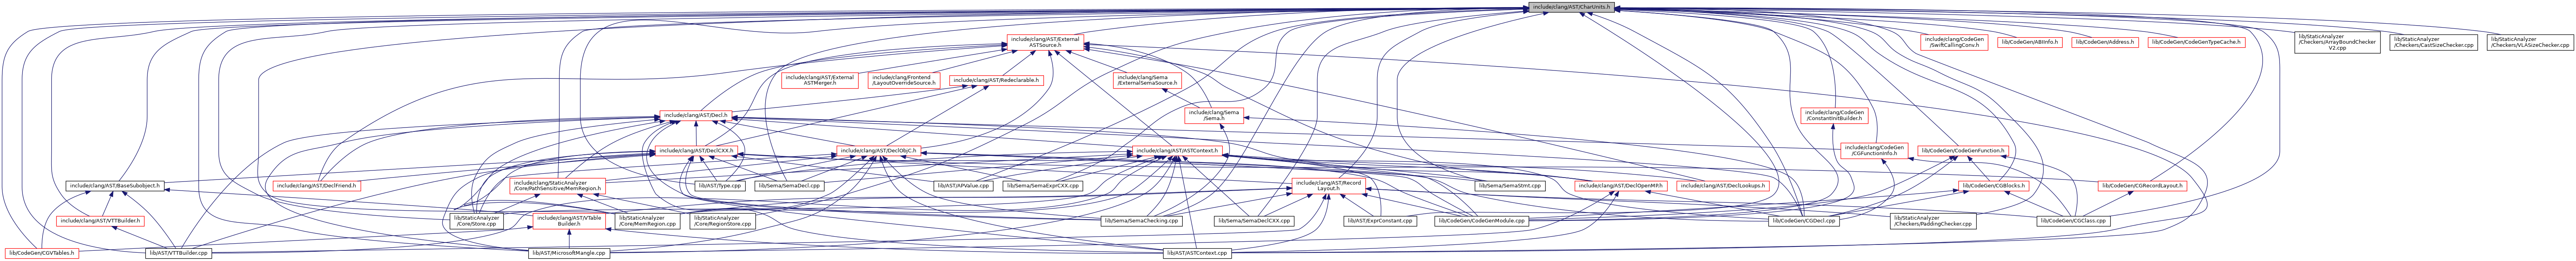 include/clang/AST/CharUnits.h
include/clang/AST/External
ASTSource.h
include/clang/CodeGen
/SwiftCallingConv.h
lib/CodeGen/ABIInfo.h
lib/CodeGen/Address.h
lib/CodeGen/CodeGenTypeCache.h
lib/StaticAnalyzer
/Checkers/ArrayBoundChecker
V2.cpp
lib/StaticAnalyzer
/Checkers/CastSizeChecker.cpp
lib/StaticAnalyzer
/Checkers/VLASizeChecker.cpp
include/clang/AST/External
ASTMerger.h
include/clang/Frontend
/LayoutOverrideSource.h
include/clang/AST/Redeclarable.h
include/clang/Sema
/ExternalSemaSource.h
include/clang/AST/Decl.h
include/clang/Sema
/Sema.h
include/clang/CodeGen
/ConstantInitBuilder.h
include/clang/AST/DeclCXX.h
include/clang/AST/DeclObjC.h
include/clang/AST/ASTContext.h
include/clang/CodeGen
/CGFunctionInfo.h
lib/CodeGen/CodeGenFunction.h
include/clang/AST/BaseSubobject.h
include/clang/AST/DeclFriend.h
include/clang/StaticAnalyzer
/Core/PathSensitive/MemRegion.h
lib/AST/Type.cpp
lib/Sema/SemaDecl.cpp
lib/AST/APValue.cpp
lib/Sema/SemaExprCXX.cpp
include/clang/AST/Record
Layout.h
lib/Sema/SemaStmt.cpp
include/clang/AST/DeclOpenMP.h
include/clang/AST/DeclLookups.h
lib/CodeGen/CGBlocks.h
lib/CodeGen/CGRecordLayout.h
include/clang/AST/VTTBuilder.h
lib/StaticAnalyzer
/Core/Store.cpp
include/clang/AST/VTable
Builder.h
lib/StaticAnalyzer
/Core/MemRegion.cpp
lib/StaticAnalyzer
/Core/RegionStore.cpp
lib/Sema/SemaChecking.cpp
lib/Sema/SemaDeclCXX.cpp
lib/AST/ExprConstant.cpp
lib/CodeGen/CodeGenModule.cpp
lib/CodeGen/CGDecl.cpp
lib/StaticAnalyzer
/Checkers/PaddingChecker.cpp
lib/CodeGen/CGClass.cpp
lib/CodeGen/CGVTables.h
lib/AST/VTTBuilder.cpp
lib/AST/MicrosoftMangle.cpp
lib/AST/ASTContext.cpp